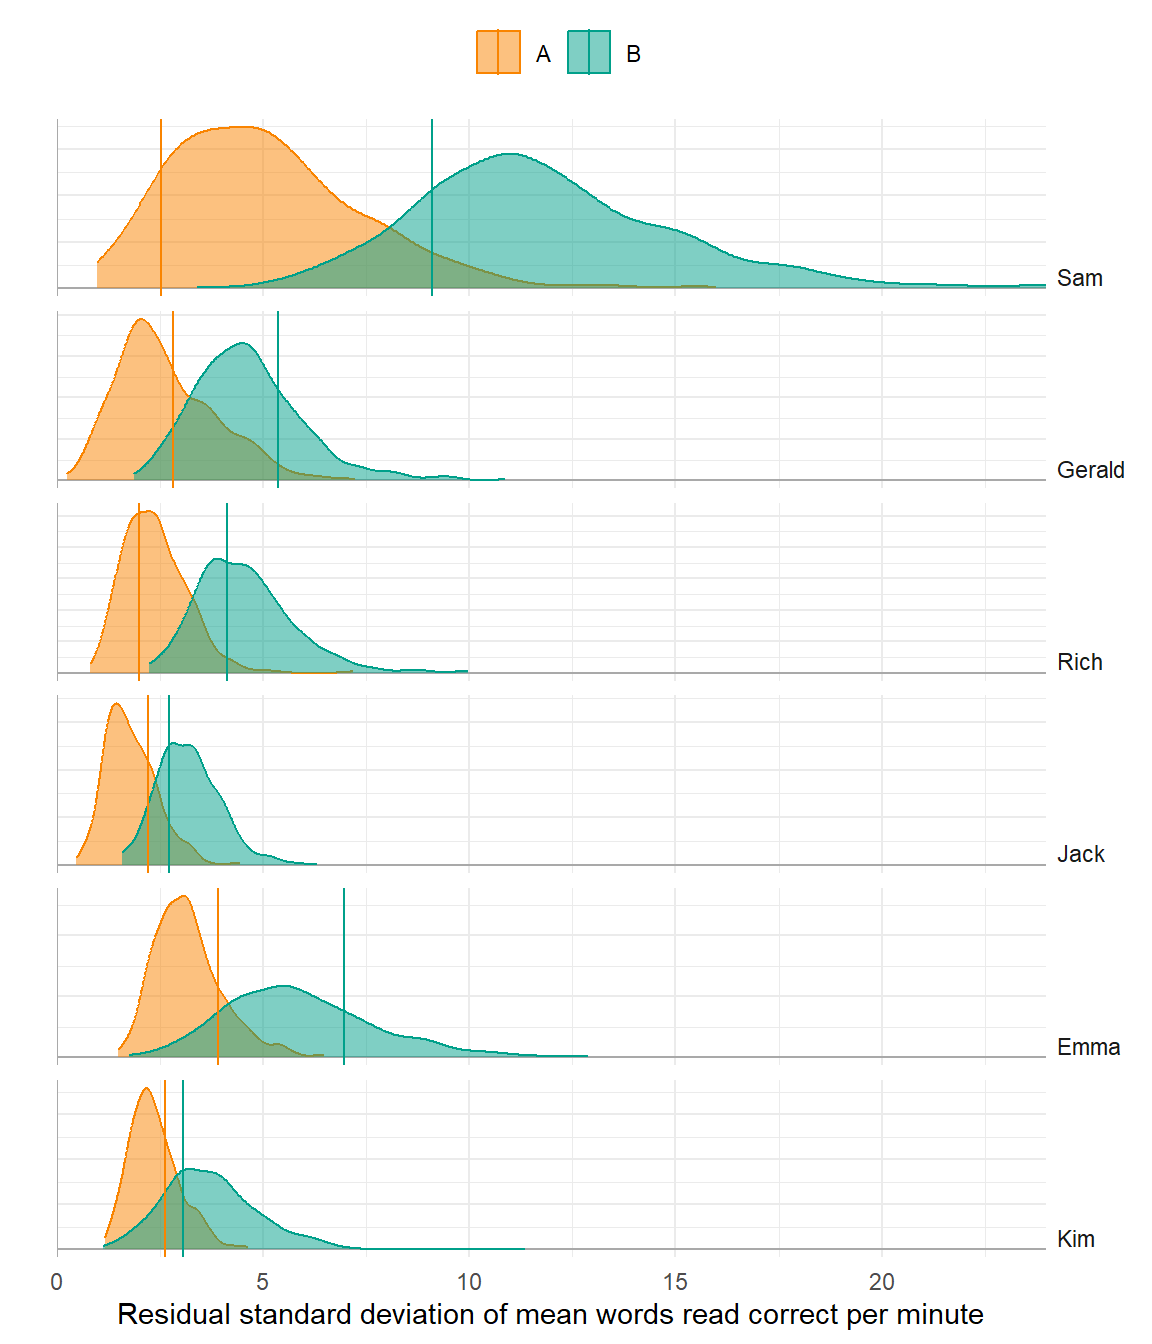 A B
Sam
Gerald
Rich
Jack
Emma
Kim
0 5 10 15 20
Residual standard deviation of mean words read correct per minute